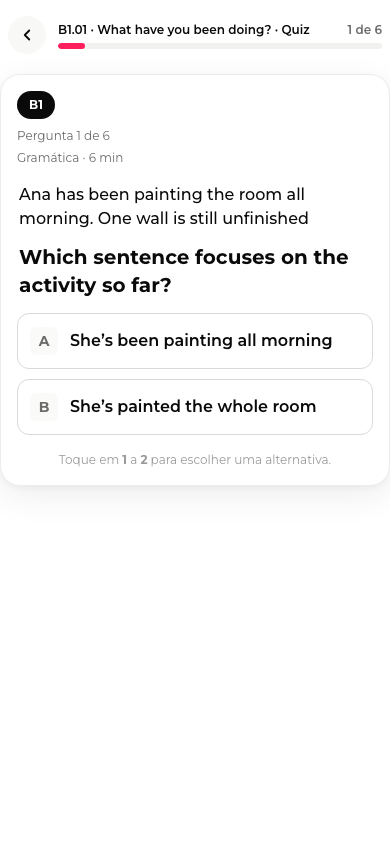 B1.01 · What have you been doing? · Quiz
1 de 6
B1
Pergunta 1 de 6
Gramática · 6 min
Ana has been painting the room all
morning. One wall is still unfinished
Which sentence focuses on the
activity so far?
A She’s been painting all morning
B She’s painted the whole room
Toque em 1 a 2 para escolher uma alternativa.